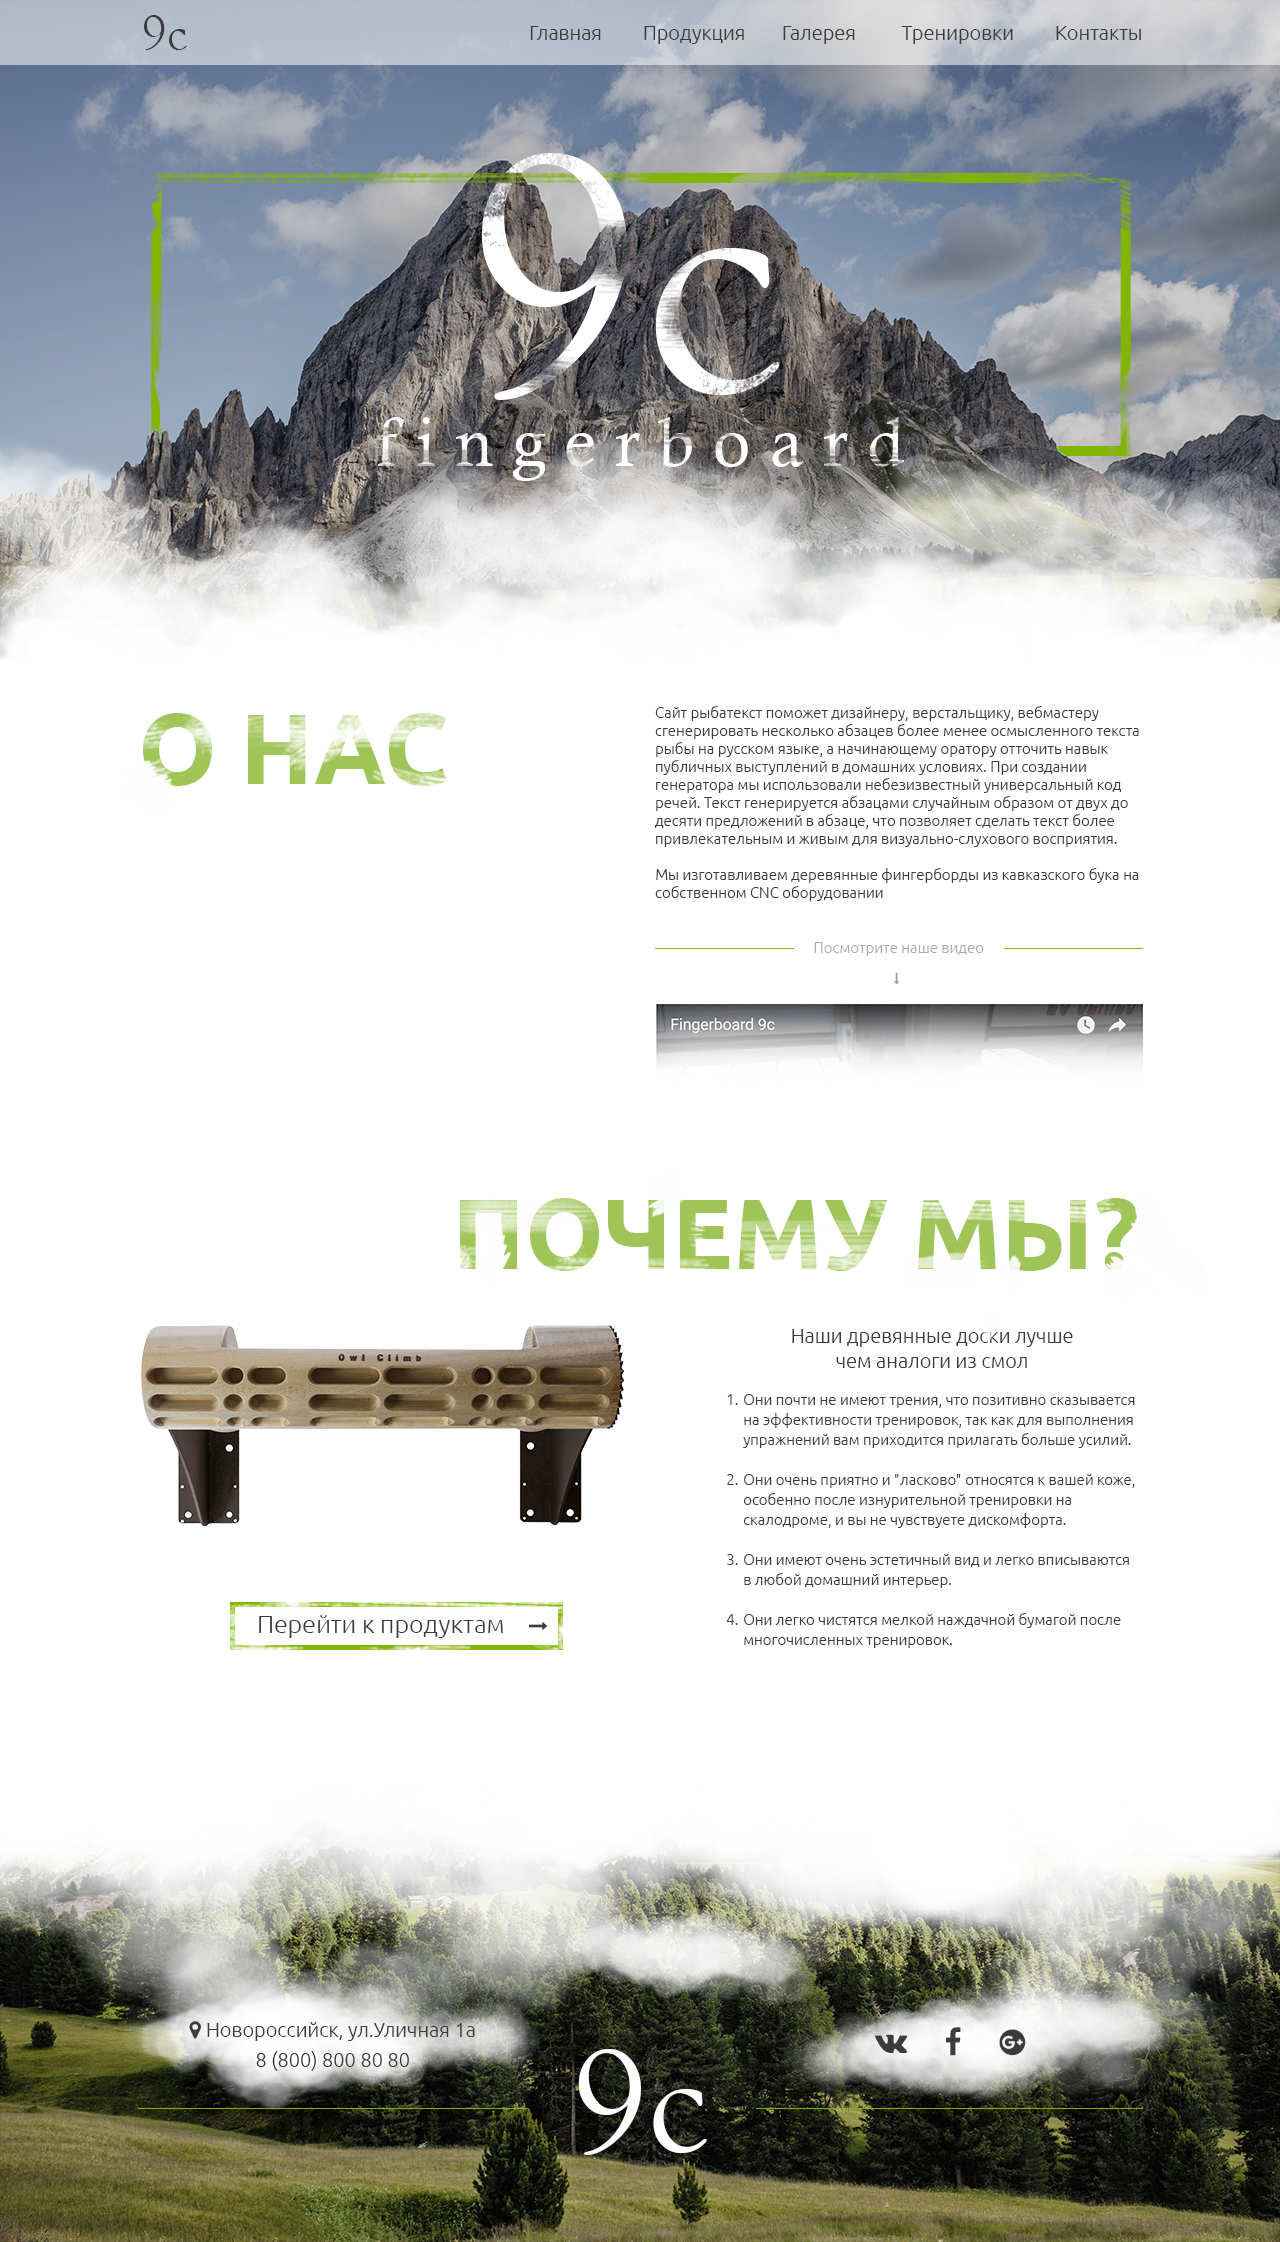 9c
Главная Продукция Галерея Тренировки Контакты
9c
fingerboard
О НАС
Сайт рыбатекст поможет дизайнеру, верстальщику, вебмастеру
сгенерировать несколько абзацев более менее осмысленного текста
рыбы на русском языке, а начинающему оратору отточить навык
публичных выступлений в домашних условиях. При создании
генератора мы использовали небезизвестный универсальный код
речей. Текст генерируется абзацами случайным образом от двух до
десяти предложений в абзаце, что позволяет сделать текст более
привлекательным и живым для визуально-слухового восприятия.
Мы изготавливаем деревянные фингерборды из кавказского бука на
собственном CNC оборудовании
Посмотрите наше видео
Fingerboard 9c
ПОЧЕМУ МЫ?
Owl Climb
Наши древянные доски лучше
чем аналоги из смол
1. Они почти не имеют трения, что позитивно сказывается
на эффективности тренировок, так как для выполнения
упражнений вам приходится прилагать больше усилий.
2. Они очень приятно и "ласково" относятся к вашей коже,
особенно после изнурительной тренировки на
скалодроме, и вы не чувствуете дискомфорта.
3. Они имеют очень эстетичный вид и легко вписываются
в любой домашний интерьер.
4. Они легко чистятся мелкой наждачной бумагой после
многочисленных тренировок.
Перейти к продуктам
Новороссийск, ул.Уличная 1а
8 (800) 800 80 80
9c